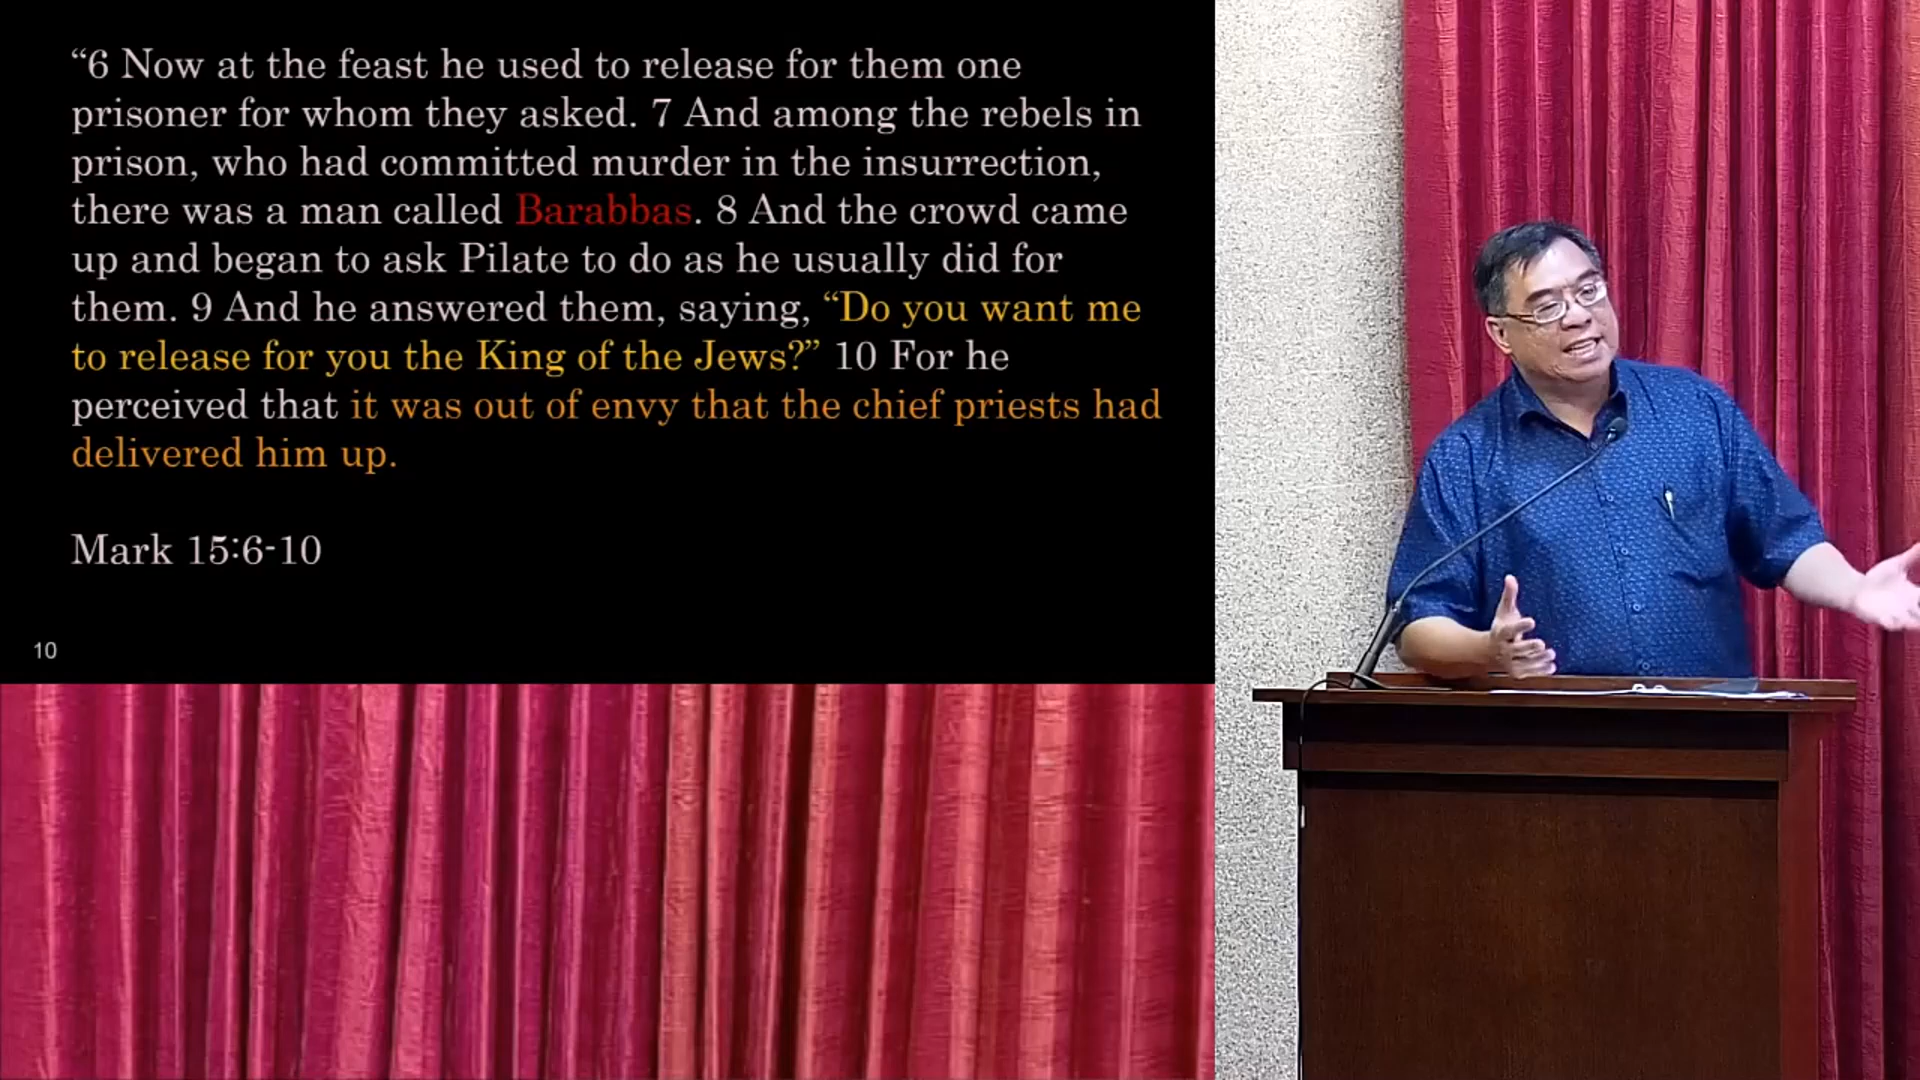 “6 Now at the feast he used to release for them one
prisoner for whom they asked. 7 And among the rebels in
prison, who had committed murder in the insurrection,
there was a man called Barabbas. 8 And the crowd came
up and began to ask Pilate to do as he usually did for
them. 9 And he answered them, saying, “Do you want me
to release for you the King of the Jews?” 10 For he
perceived that it was out of envy that the chief priests had
delivered him up.
Mark 15:6-10
10